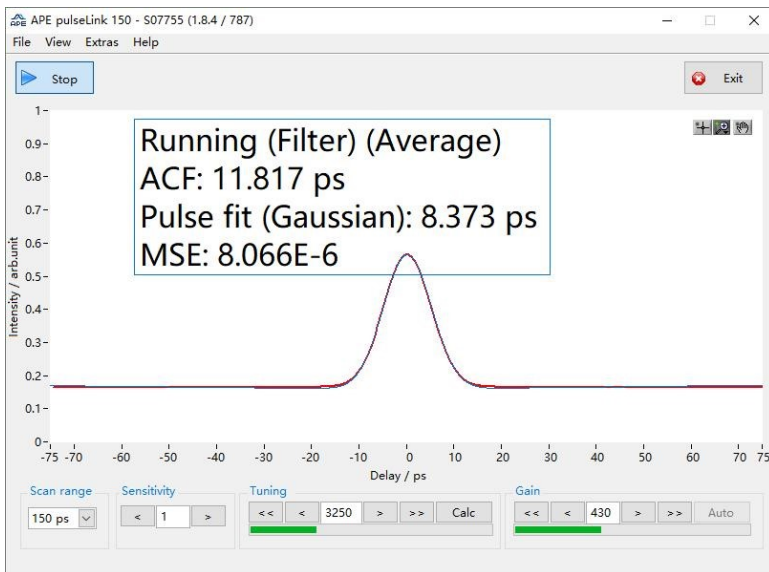 APE pulseLink 150 - S07755 (1.8.4 / 787)
File View Extras Help
Stop
Exit
Running (Filter) (Average)
ACF: 11.817 ps
Pulse fit (Gaussian): 8.373 ps
MSE: 8.066E-6
Intensity / arb.unit
1
0.9
0.8
0.7
0.6
0.5
0.4
0.3
0.2
0.1
0
-75 -70 -60 -50 -40 -30 -20 -10 0 10 20 30 40 50 60 70 75
Delay / ps
Scan range
150 ps
Sensitivity
< 1 >
Tuning
<< < 3250 > >> Calc
Gain
<< < 430 > >> Auto